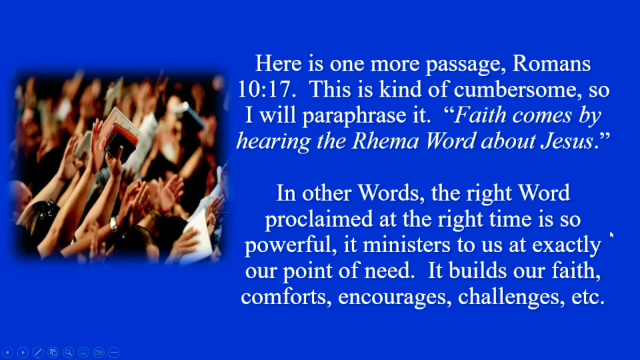 Here is one more passage, Romans
10:17.  This is kind of cumbersome, so
I will paraphrase it.  “Faith comes by
hearing the Rhema Word about Jesus.”
In other Words, the right Word
proclaimed at the right time is so
powerful, it ministers to us at exactly
our point of need.  It builds our faith,
comforts, encourages, challenges, etc.